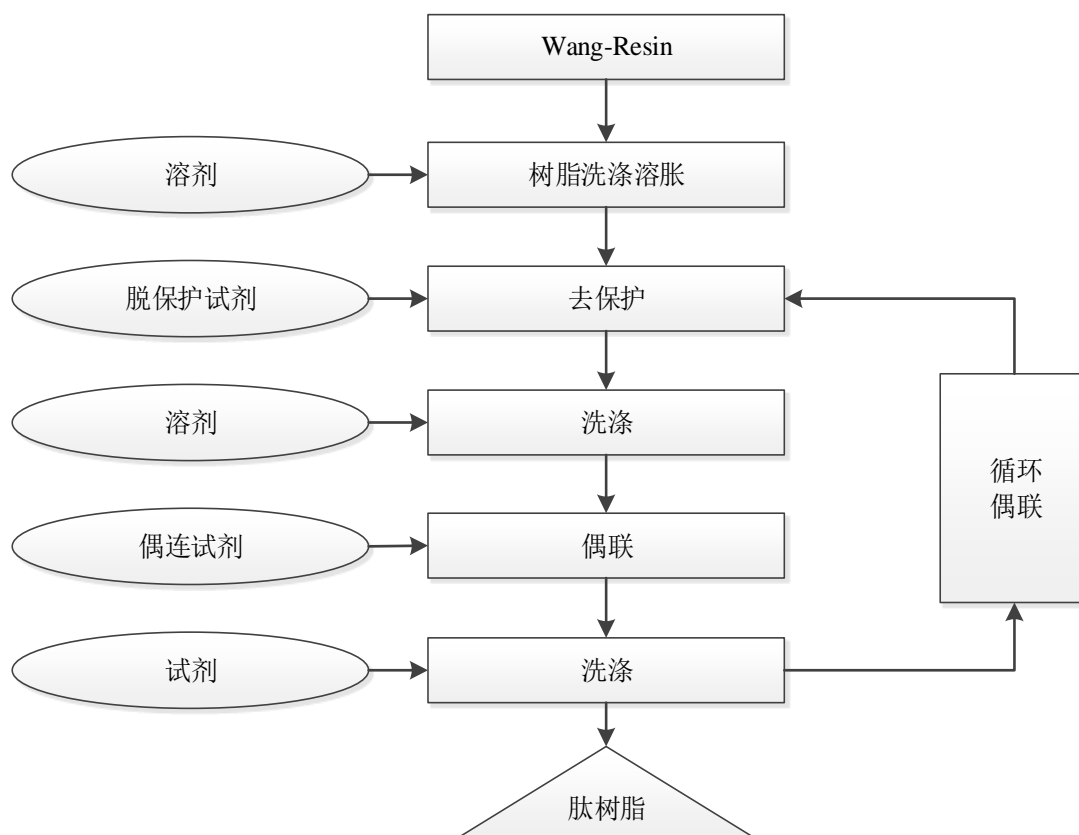 Wang-Resin
溶剂
树脂洗涤溶胀
脱保护试剂
去保护
溶剂
洗涤
循环
偶联
偶连试剂
偶联
试剂
洗涤
肽树脂